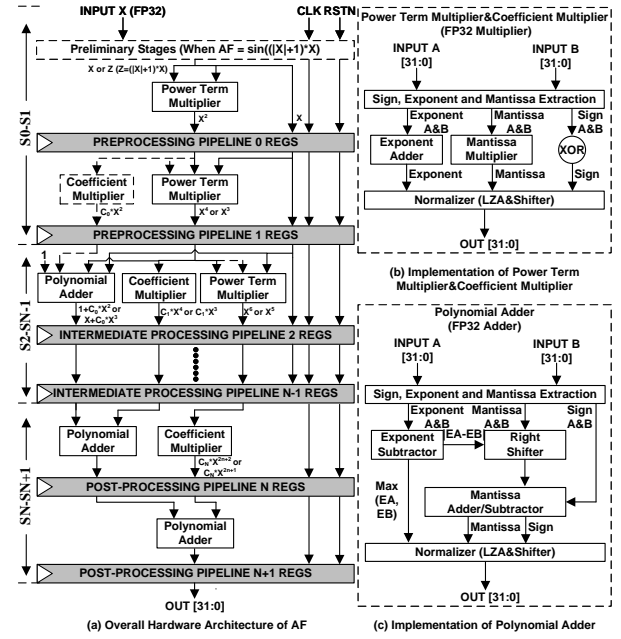 INPUT X (FP32)
CLK RSTN
Preliminary Stages (When AF = sin((|X|+1)*X)
X or Z (Z=(|X|+1)*X)
Power Term
Multiplier
X²
X
S0-S1
PREPROCESSING PIPELINE 0 REGS
Coefficient
Multiplier
Power Term
Multiplier
C₀*X²
X⁴ or X³
PREPROCESSING PIPELINE 1 REGS
1
S2-SN-1
Polynomial
Adder
Coefficient
Multiplier
Power Term
Multiplier
1+C₀*X² or
X+C₀*X³
C₁*X⁴ or C₁*X³
X⁶ or X⁵
INTERMEDIATE PROCESSING PIPELINE 2 REGS
INTERMEDIATE PROCESSING PIPELINE N-1 REGS
SN-SN+1
Polynomial
Adder
Coefficient
Multiplier
C_N*X²ⁿ⁺² or
C_N*X²ⁿ⁺¹
POST-PROCESSING PIPELINE N REGS
Polynomial
Adder
POST-PROCESSING PIPELINE N+1 REGS
OUT [31:0]
(a) Overall Hardware Architecture of AF
Power Term Multiplier&Coefficient Multiplier
(FP32 Multiplier)
INPUT A
[31:0]
INPUT B
[31:0]
Sign, Exponent and Mantissa Extraction
Exponent
A&B
Mantissa
A&B
Sign
A&B
Exponent
Adder
Mantissa
Multiplier
XOR
Exponent
Mantissa
Sign
Normalizer (LZA&Shifter)
OUT [31:0]
(b) Implementation of Power Term
Multiplier&Coefficient Multiplier
Polynomial Adder
(FP32 Adder)
INPUT A
[31:0]
INPUT B
[31:0]
Sign, Exponent and Mantissa Extraction
Exponent
A&B
Mantissa
A&B
Sign
A&B
|EA-EB|
Exponent
Subtractor
Right
Shifter
Max
(EA,
EB)
Mantissa
Adder/Subtractor
Mantissa
Sign
Normalizer (LZA&Shifter)
OUT [31:0]
(c) Implementation of Polynomial Adder